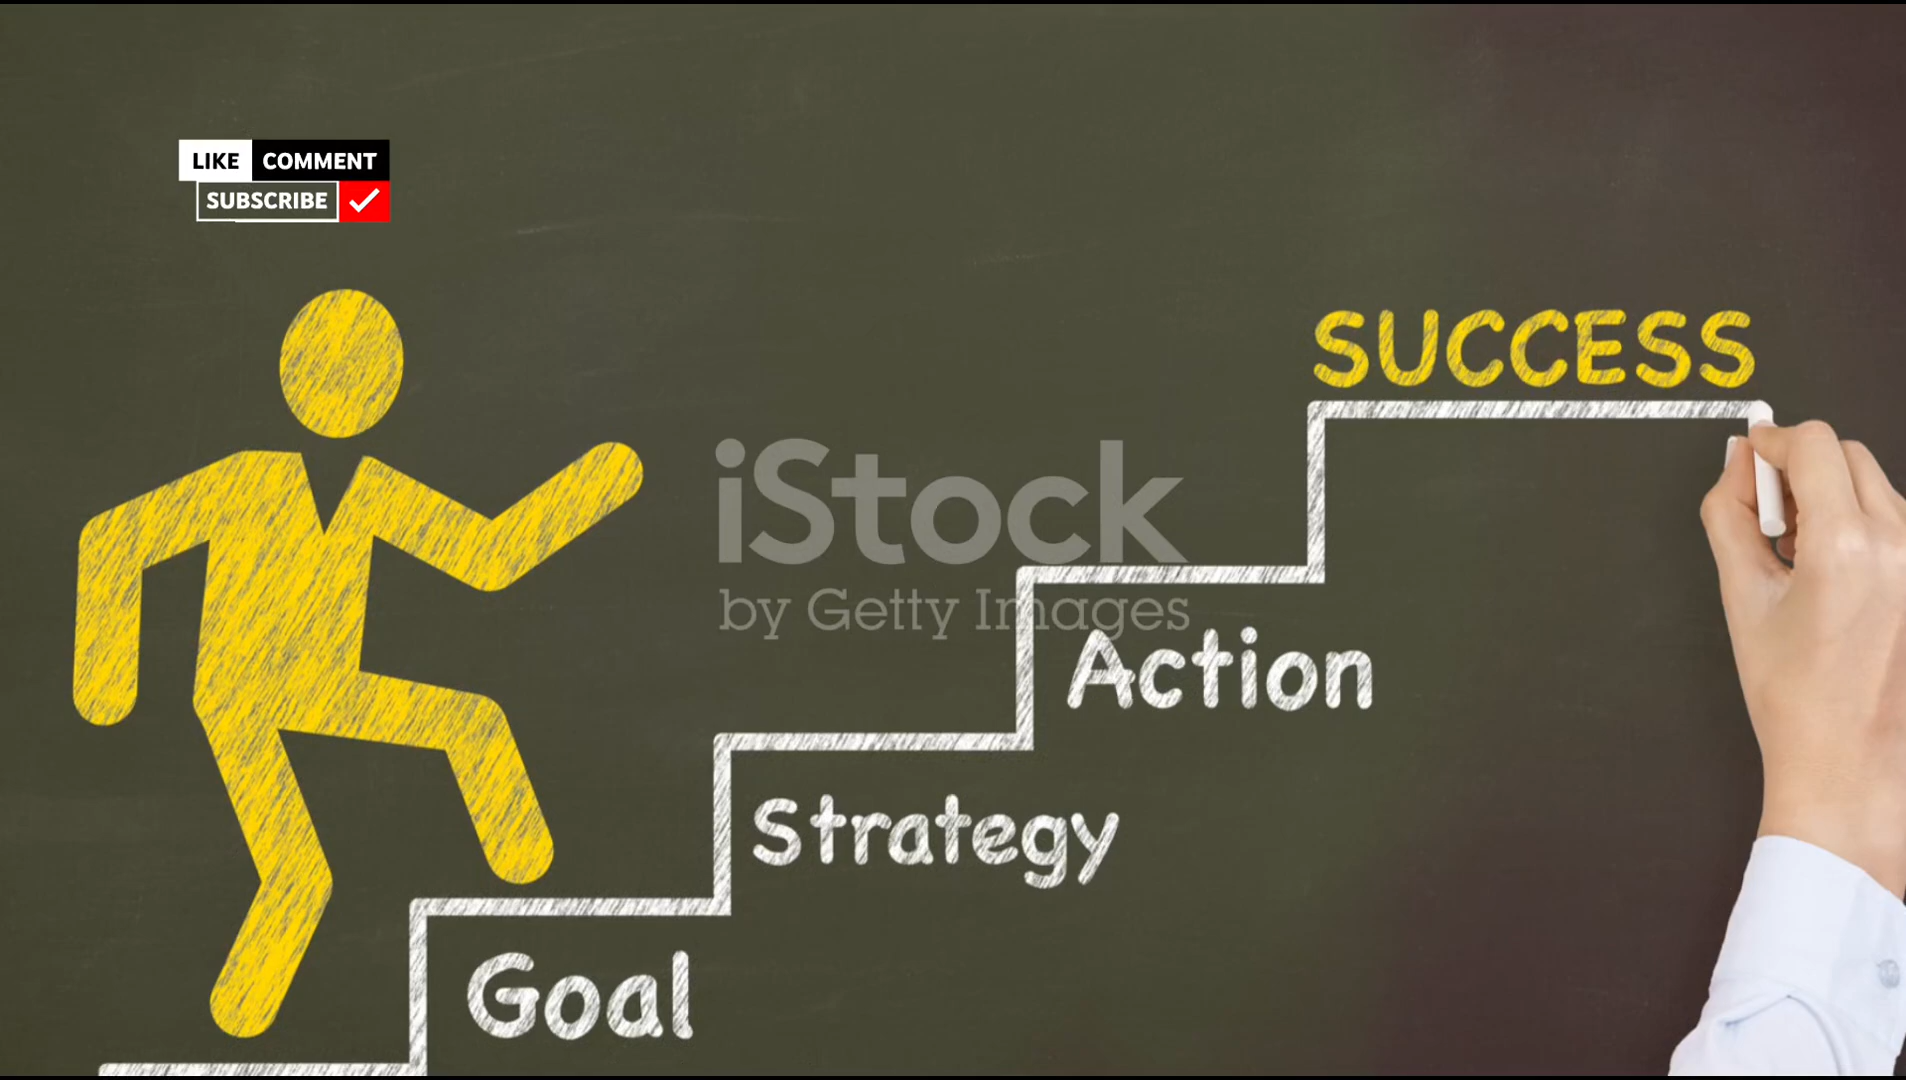 LIKE COMMENT
SUBSCRIBE
SUCCESS
iStock
by Getty Images
Action
Strategy
Goal